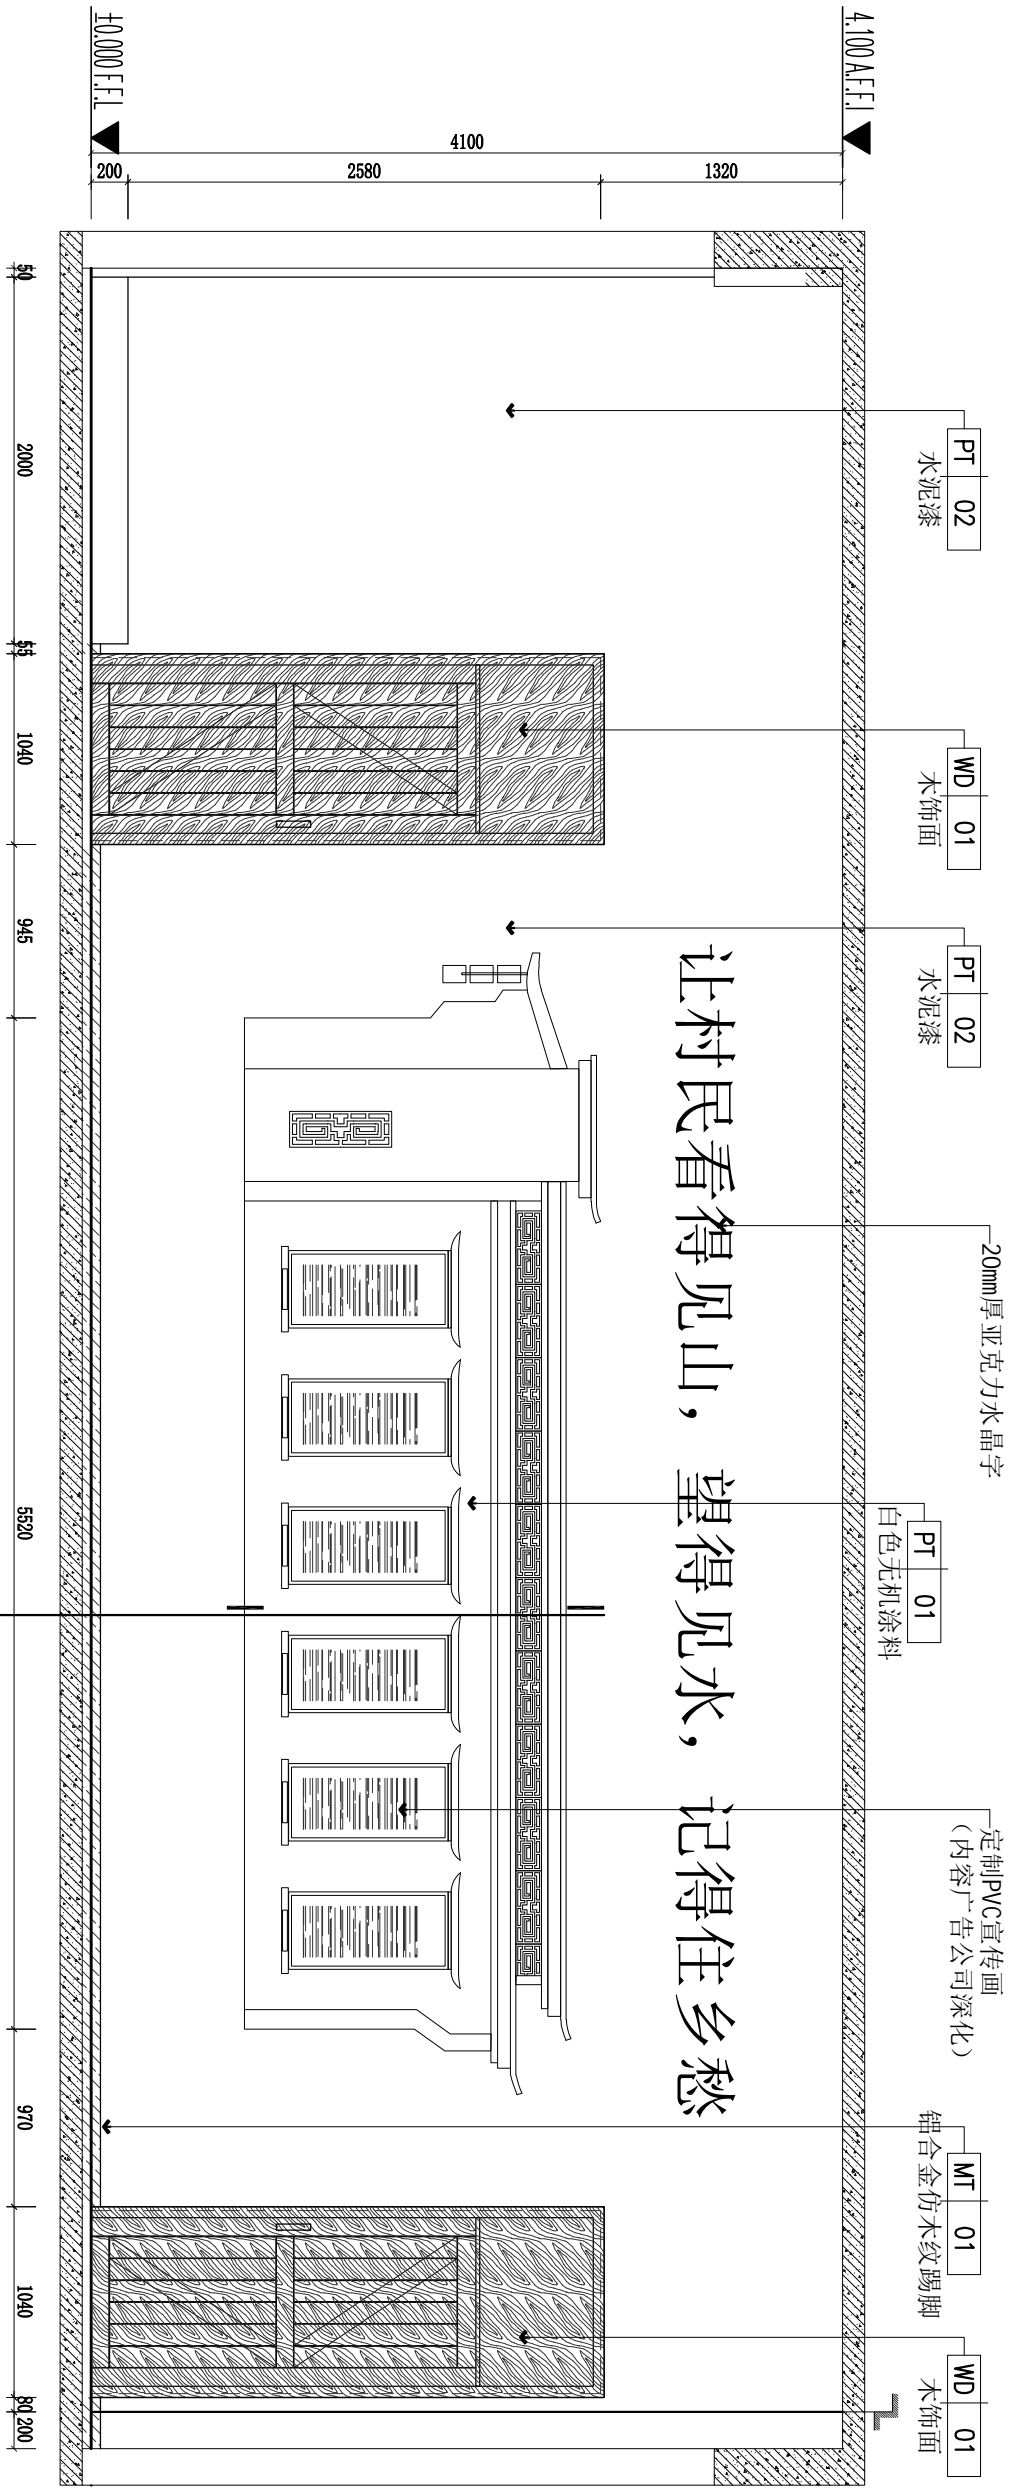 4.100 A.F.F.L
±0.000 F.F.L
4100
1320
2580
200
PT 02
水泥漆
WD 01
木饰面
PT 02
水泥漆
20mm厚亚克力水晶字
PT 01
白色无机涂料
定制PVC宣传画
（内容广告公司深化）
MT 01
铝合金仿木纹踢脚
WD 01
木饰面
让村民看得见山，望得见水，记得住乡愁
50
2000
55
1040
945
5520
970
1040
80
200